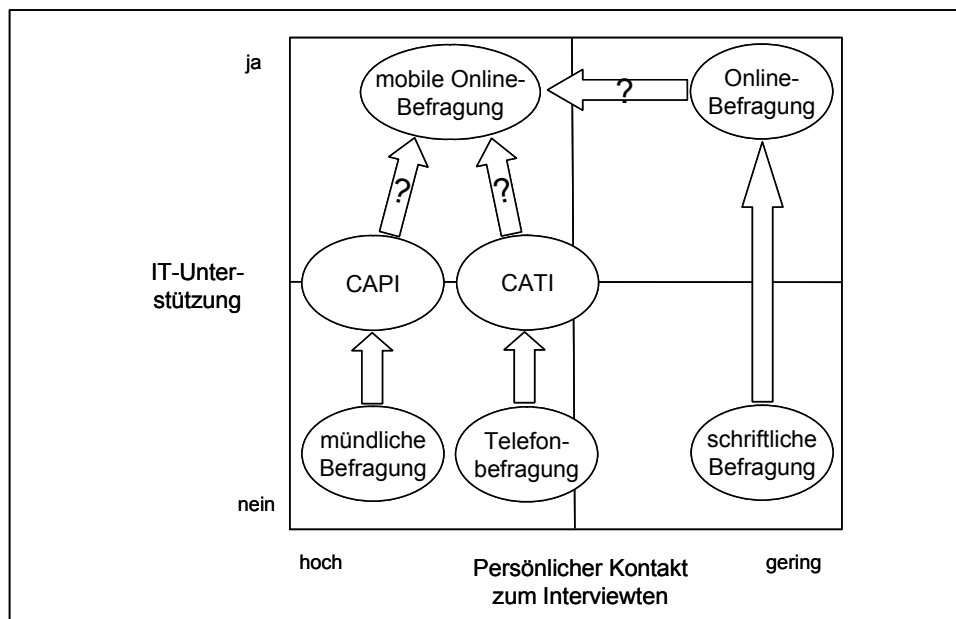 ja
mobile Online-
Befragung
?
Online-
Befragung
?
?
IT-Unter-
stützung
CAPI
CATI
mündliche
Befragung
Telefon-
befragung
schriftliche
Befragung
nein
hoch
Persönlicher Kontakt
zum Interviewten
gering